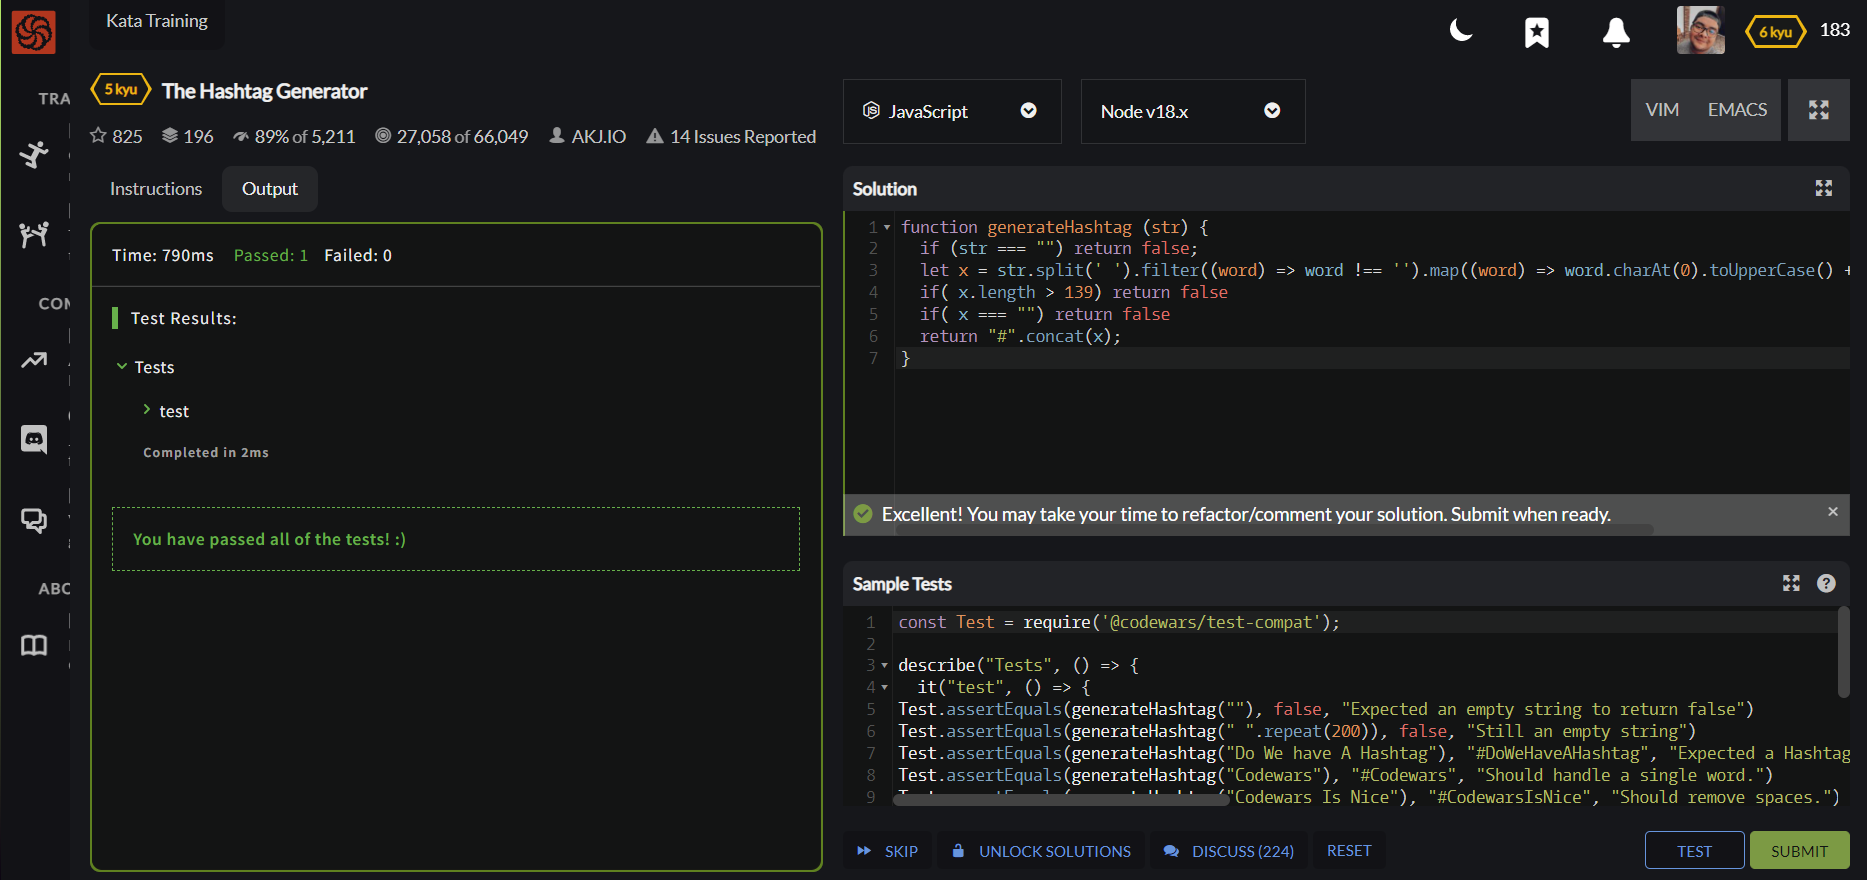 Kata Training
6 kyu 183
TRA
5 kyu The Hashtag Generator
JavaScript
Node v18.x
VIM EMACS
825 196 89% of 5,211 27,058 of 66,049 AKJ.IO 14 Issues Reported
Instructions Output
Time: 790ms Passed: 1 Failed: 0
Test Results:
Tests
test
Completed in 2ms
You have passed all of the tests! :)
COM
ABO
Solution
1 function generateHashtag (str) {
2 if (str === "") return false;
3 let x = str.split(' ').filter((word) => word !== '').map((word) => word.charAt(0).toUpperCase() +
4 if( x.length > 139) return false
5 if( x === "") return false
6 return "#".concat(x);
7 }
Excellent! You may take your time to refactor/comment your solution. Submit when ready. ×
Sample Tests ?
1 const Test = require('@codewars/test-compat');
2
3 describe("Tests", () => {
4 it("test", () => {
5 Test.assertEquals(generateHashtag(""), false, "Expected an empty string to return false")
6 Test.assertEquals(generateHashtag(" ".repeat(200)), false, "Still an empty string")
7 Test.assertEquals(generateHashtag("Do We have A Hashtag"), "#DoWeHaveAHashtag", "Expected a Hashtag
8 Test.assertEquals(generateHashtag("Codewars"), "#Codewars", "Should handle a single word.")
9 "Codewars Is Nice"), "#CodewarsIsNice", "Should remove spaces.")
SKIP UNLOCK SOLUTIONS DISCUSS (224) RESET TEST SUBMIT